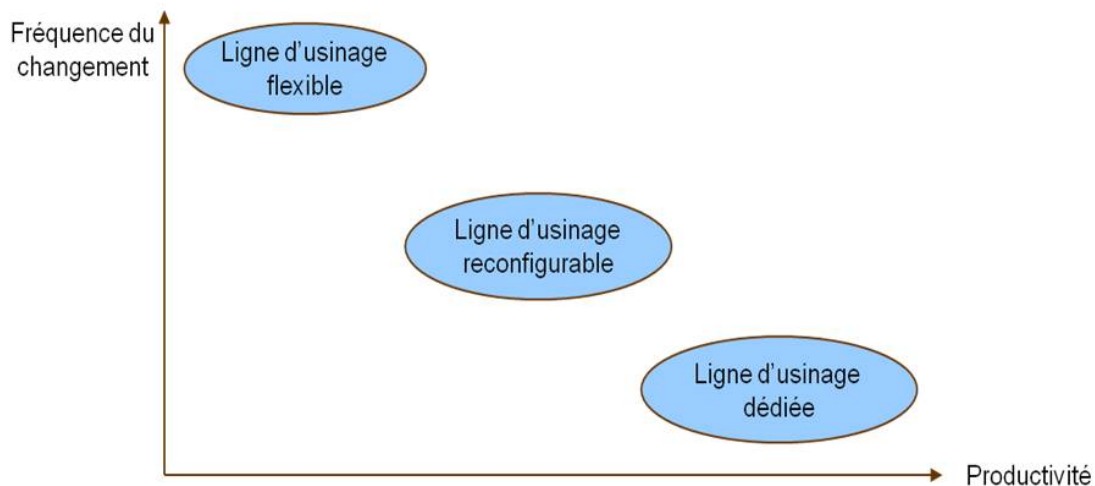 Fréquence du
changement
Ligne d'usinage
flexible
Ligne d'usinage
reconfigurable
Ligne d'usinage
dédiée
Productivité